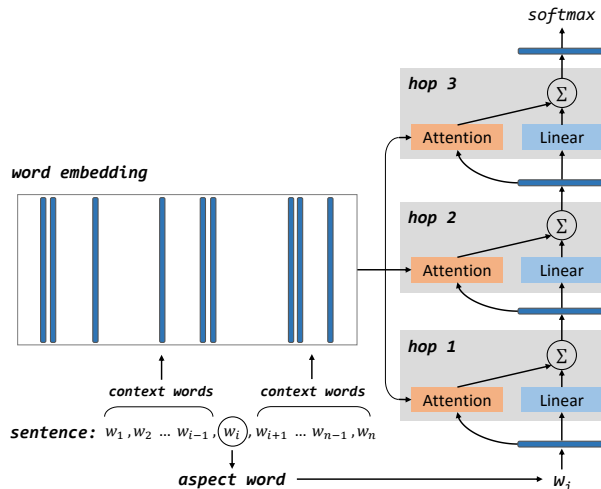 softmax
hop 3
Σ
Attention
Linear
word embedding
hop 2
Σ
Attention
Linear
hop 1
Σ
context words
context words
Attention
Linear
sentence: w₁, w₂ … wᵢ₋₁, wᵢ, wᵢ₊₁ … wₙ₋₁, wₙ
aspect word
wᵢ